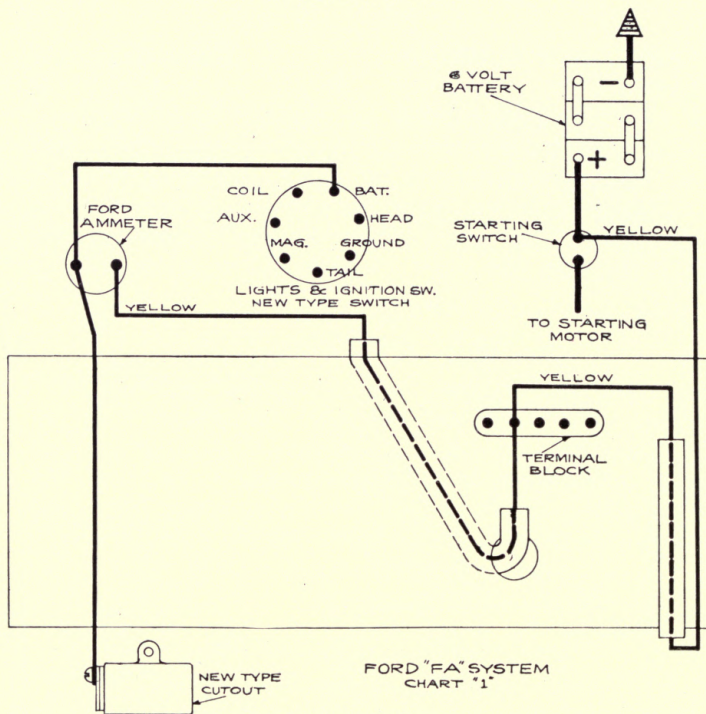 6 VOLT
BATTERY
−
+
COIL
BAT.
FORD
AMMETER
AUX.
HEAD
MAG.
GROUND
TAIL
STARTING
SWITCH
YELLOW
LIGHTS & IGNITION SW.
NEW TYPE SWITCH
YELLOW
TO STARTING
MOTOR
YELLOW
TERMINAL
BLOCK
NEW TYPE
CUTOUT
FORD "FA" SYSTEM
CHART "1"